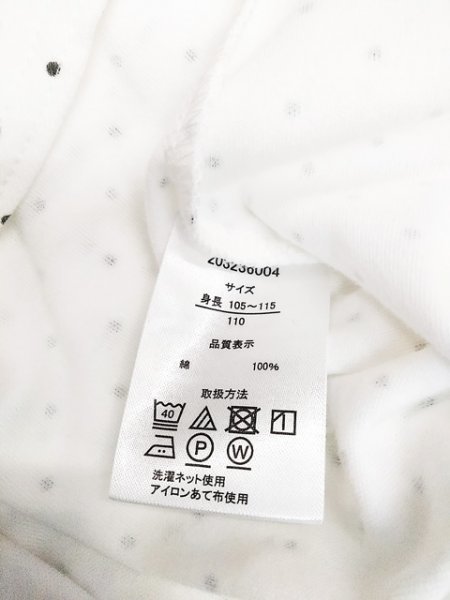 203236004
サイズ
身長 105～115
110
品質表示
綿 100%
取扱方法
40
P W
洗濯ネット使用
アイロンあて布使用